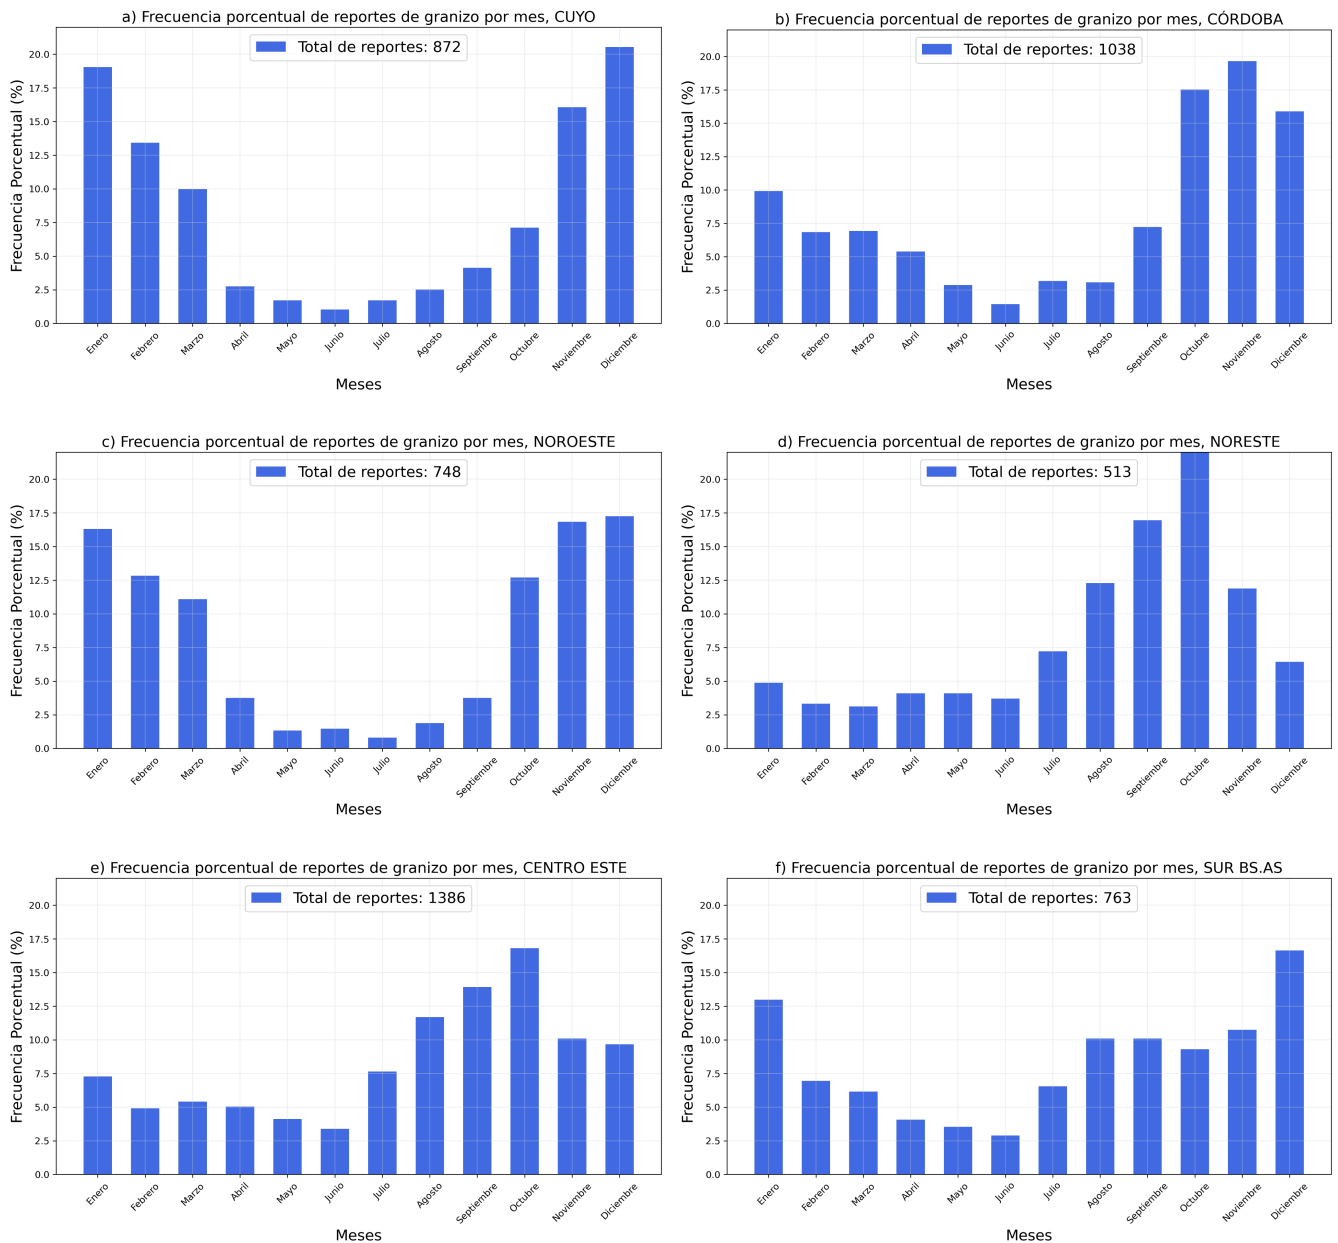 a) Frecuencia porcentual de reportes de granizo por mes, CUYO
Total de reportes: 872
Frecuencia Porcentual (%)
20.0
17.5
15.0
12.5
10.0
7.5
5.0
2.5
0.0
Enero Febrero Marzo Abril Mayo Junio Julio Agosto Septiembre Octubre Noviembre Diciembre
Meses
b) Frecuencia porcentual de reportes de granizo por mes, CÓRDOBA
Total de reportes: 1038
Frecuencia Porcentual (%)
20.0
17.5
15.0
12.5
10.0
7.5
5.0
2.5
0.0
Enero Febrero Marzo Abril Mayo Junio Julio Agosto Septiembre Octubre Noviembre Diciembre
Meses
c) Frecuencia porcentual de reportes de granizo por mes, NOROESTE
Total de reportes: 748
Frecuencia Porcentual (%)
20.0
17.5
15.0
12.5
10.0
7.5
5.0
2.5
0.0
Enero Febrero Marzo Abril Mayo Junio Julio Agosto Septiembre Octubre Noviembre Diciembre
Meses
d) Frecuencia porcentual de reportes de granizo por mes, NORESTE
Total de reportes: 513
Frecuencia Porcentual (%)
20.0
17.5
15.0
12.5
10.0
7.5
5.0
2.5
0.0
Enero Febrero Marzo Abril Mayo Junio Julio Agosto Septiembre Octubre Noviembre Diciembre
Meses
e) Frecuencia porcentual de reportes de granizo por mes, CENTRO ESTE
Total de reportes: 1386
Frecuencia Porcentual (%)
20.0
17.5
15.0
12.5
10.0
7.5
5.0
2.5
0.0
Enero Febrero Marzo Abril Mayo Junio Julio Agosto Septiembre Octubre Noviembre Diciembre
Meses
f) Frecuencia porcentual de reportes de granizo por mes, SUR BS.AS
Total de reportes: 763
Frecuencia Porcentual (%)
20.0
17.5
15.0
12.5
10.0
7.5
5.0
2.5
0.0
Enero Febrero Marzo Abril Mayo Junio Julio Agosto Septiembre Octubre Noviembre Diciembre
Meses